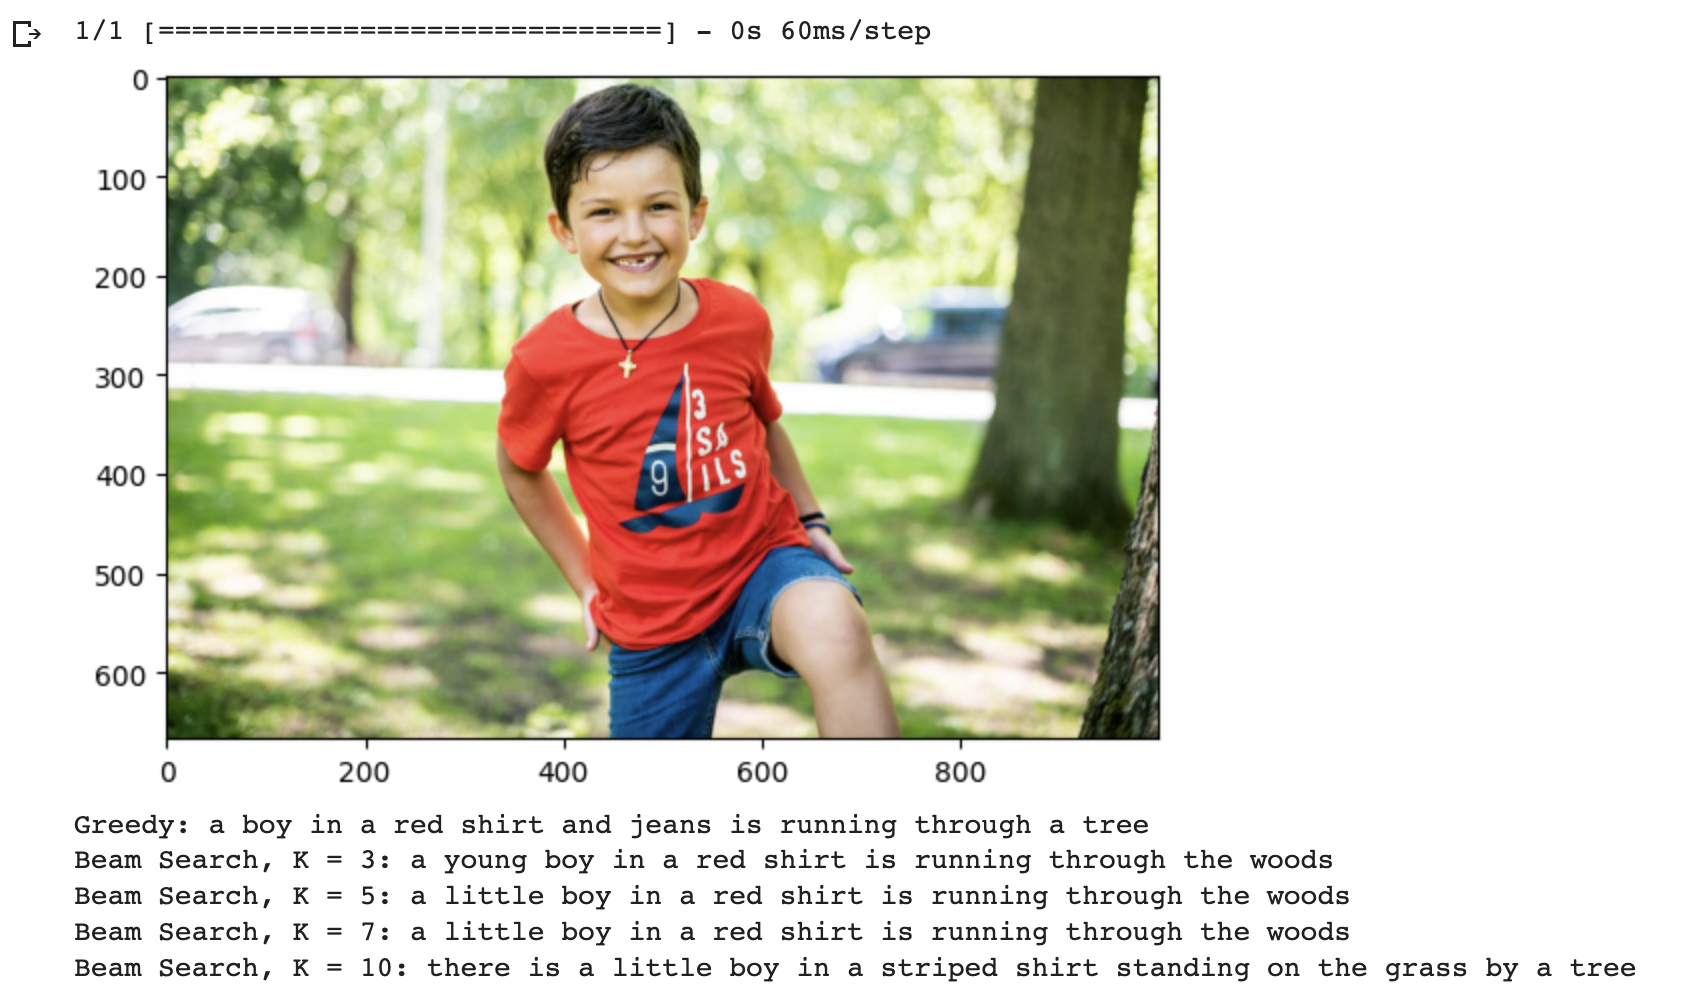 1/1 [==============================] - 0s 60ms/step
0
100
200
300
400
500
600
3
SA
9
ILS
0 200 400 600 800
Greedy: a boy in a red shirt and jeans is running through a tree
Beam Search, K = 3: a young boy in a red shirt is running through the woods
Beam Search, K = 5: a little boy in a red shirt is running through the woods
Beam Search, K = 7: a little boy in a red shirt is running through the woods
Beam Search, K = 10: there is a little boy in a striped shirt standing on the grass by a tree